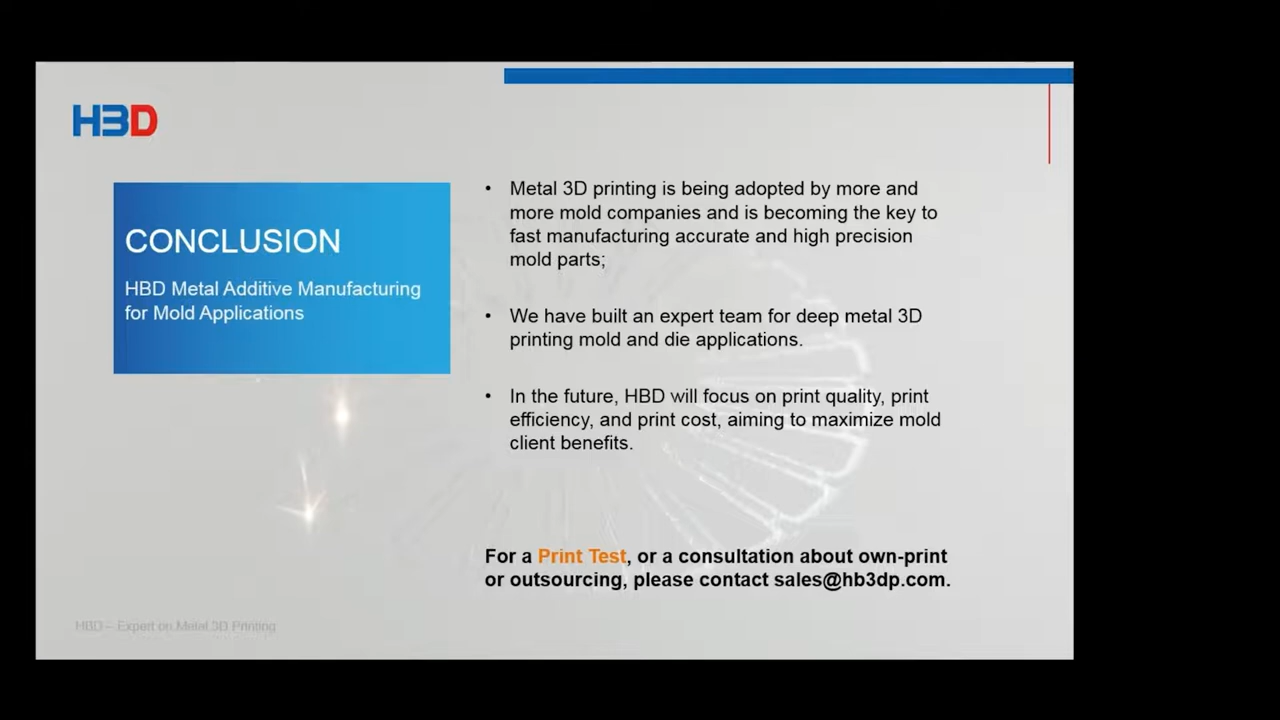 HBD
CONCLUSION
HBD Metal Additive Manufacturing
for Mold Applications
• Metal 3D printing is being adopted by more and
more mold companies and is becoming the key to
fast manufacturing accurate and high precision
mold parts;
• We have built an expert team for deep metal 3D
printing mold and die applications.
• In the future, HBD will focus on print quality, print
efficiency, and print cost, aiming to maximize mold
client benefits.
For a Print Test, or a consultation about own-print
or outsourcing, please contact sales@hb3dp.com.
HBD – Expert on Metal 3D Printing